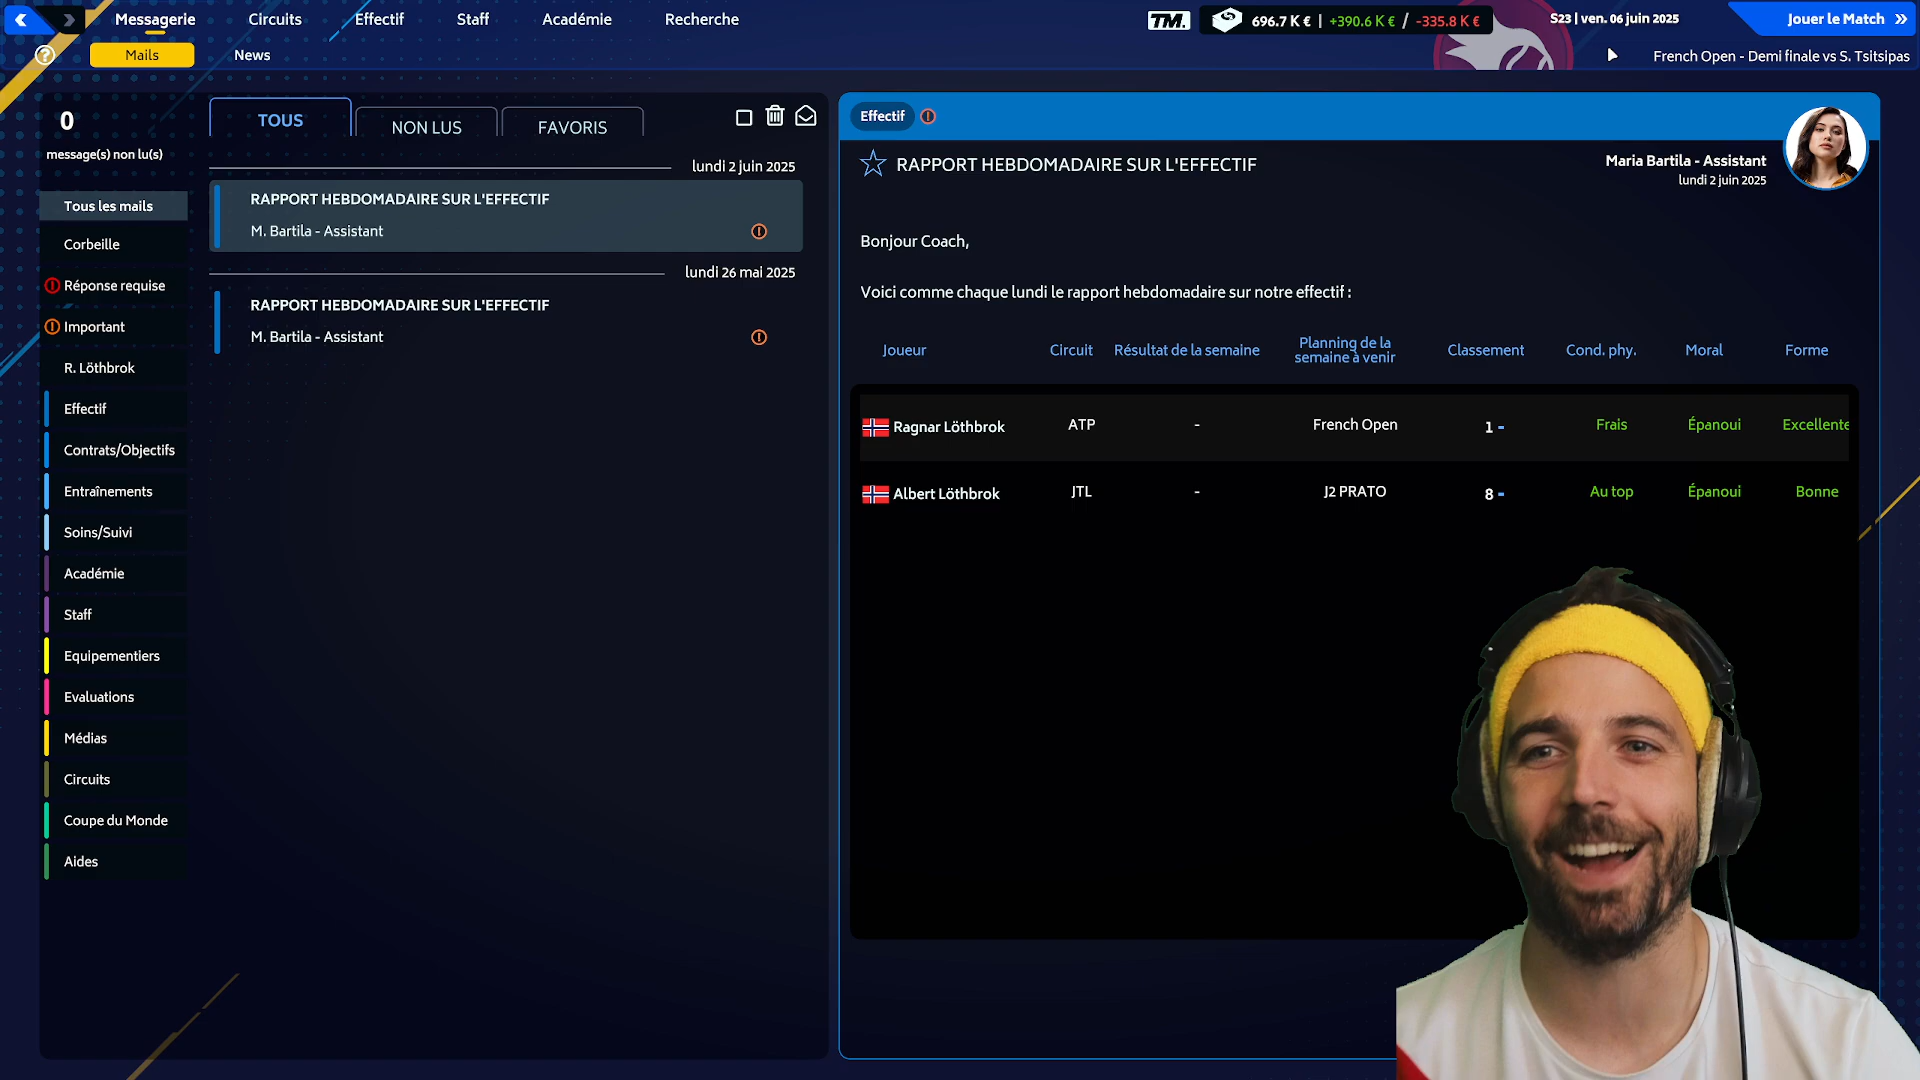 Messagerie
Circuits
Effectif
Staff
Académie
Recherche
TM.
696.7 K € | +390.6 K € / -335.8 K €
S23 | ven. 06 juin 2025
Jouer le Match
Mails
News
French Open - Demi finale vs S. Tsitsipas
0
message(s) non lu(s)
Tous les mails
Corbeille
Réponse requise
Important
R. Löthbrok
Effectif
Contrats/Objectifs
Entraînements
Soins/Suivi
Académie
Staff
Equipementiers
Evaluations
Médias
Circuits
Coupe du Monde
Aides
TOUS
NON LUS
FAVORIS
lundi 2 juin 2025
RAPPORT HEBDOMADAIRE SUR L'EFFECTIF
M. Bartila - Assistant
lundi 26 mai 2025
RAPPORT HEBDOMADAIRE SUR L'EFFECTIF
M. Bartila - Assistant
Effectif
RAPPORT HEBDOMADAIRE SUR L'EFFECTIF
Maria Bartila - Assistant
lundi 2 juin 2025
Bonjour Coach,
Voici comme chaque lundi le rapport hebdomadaire sur notre effectif :
Joueur
Circuit
Résultat de la semaine
Planning de la
semaine à venir
Classement
Cond. phy.
Moral
Forme
Ragnar Löthbrok ATP - French Open 1 - Frais Épanoui Excellente
Albert Löthbrok JTL - J2 PRATO 8 - Au top Épanoui Bonne